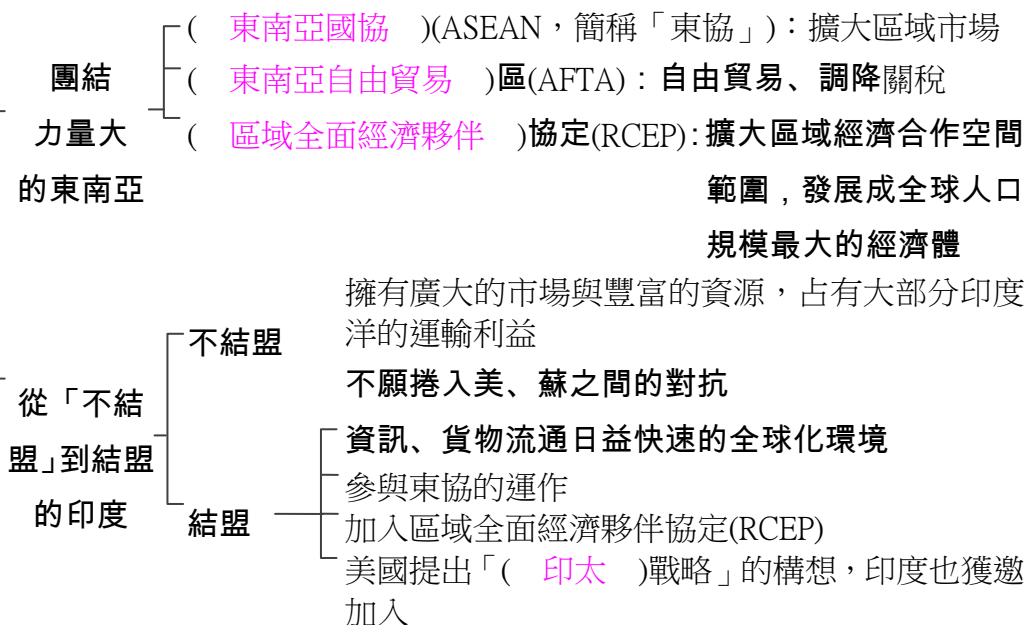 團結
力量大
的東南亞
( 東南亞國協 )(ASEAN，簡稱「東協」)：擴大區域市場
( 東南亞自由貿易 )區(AFTA)：自由貿易、調降關稅
( 區域全面經濟夥伴 )協定(RCEP)：擴大區域經濟合作空間
範圍，發展成全球人口
規模最大的經濟體
從「不結
盟」到結盟
的印度
不結盟
擁有廣大的市場與豐富的資源，占有大部分印度
洋的運輸利益
不願捲入美、蘇之間的對抗
結盟
資訊、貨物流通日益快速的全球化環境
參與東協的運作
加入區域全面經濟夥伴協定(RCEP)
美國提出「( 印太 )戰略」的構想，印度也獲邀
加入